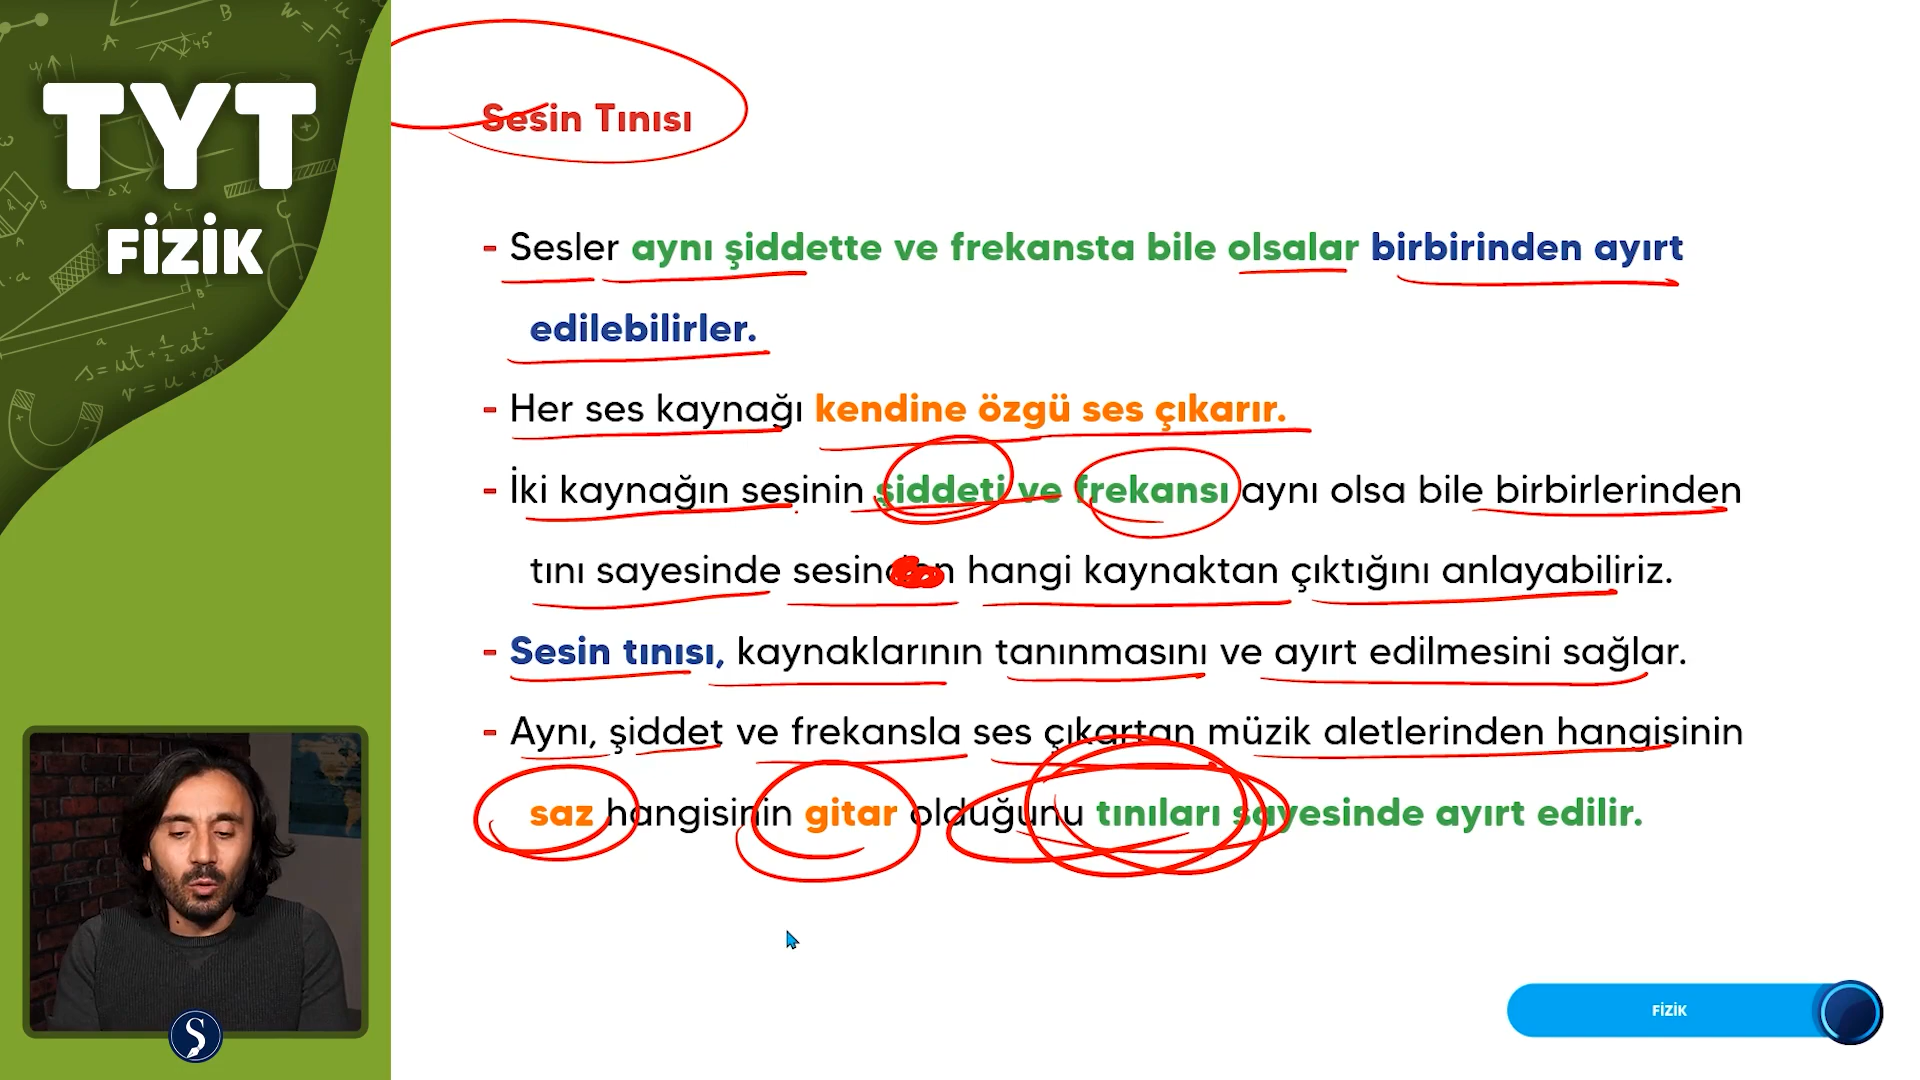 TYT
FİZİK
Sesin Tınısı
- Sesler aynı şiddette ve frekansta bile olsalar birbirinden ayırt
edilebilirler.
- Her ses kaynağı kendine özgü ses çıkarır.
- İki kaynağın sesinin şiddeti ve frekansı aynı olsa bile birbirlerinden
tını sayesinde hangi kaynaktan çıktığını anlayabiliriz.
- Sesin tınısı, kaynaklarının tanınmasını ve ayırt edilmesini sağlar.
- Aynı, şiddet ve frekansla ses çıkartan müzik aletlerinden hangisinin
saz hangisinin gitar olduğunu tınıları sayesinde ayırt edilir.
S
FİZİK